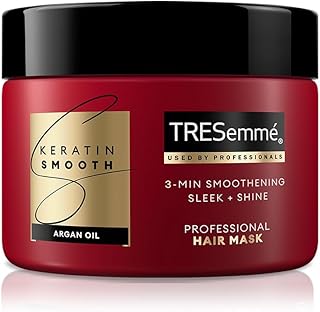 KERATIN
SMOOTH
ARGAN OIL
TRESemmé®
USED BY PROFESSIONALS
3-MIN SMOOTHENING
SLEEK + SHINE
PROFESSIONAL
HAIR MASK